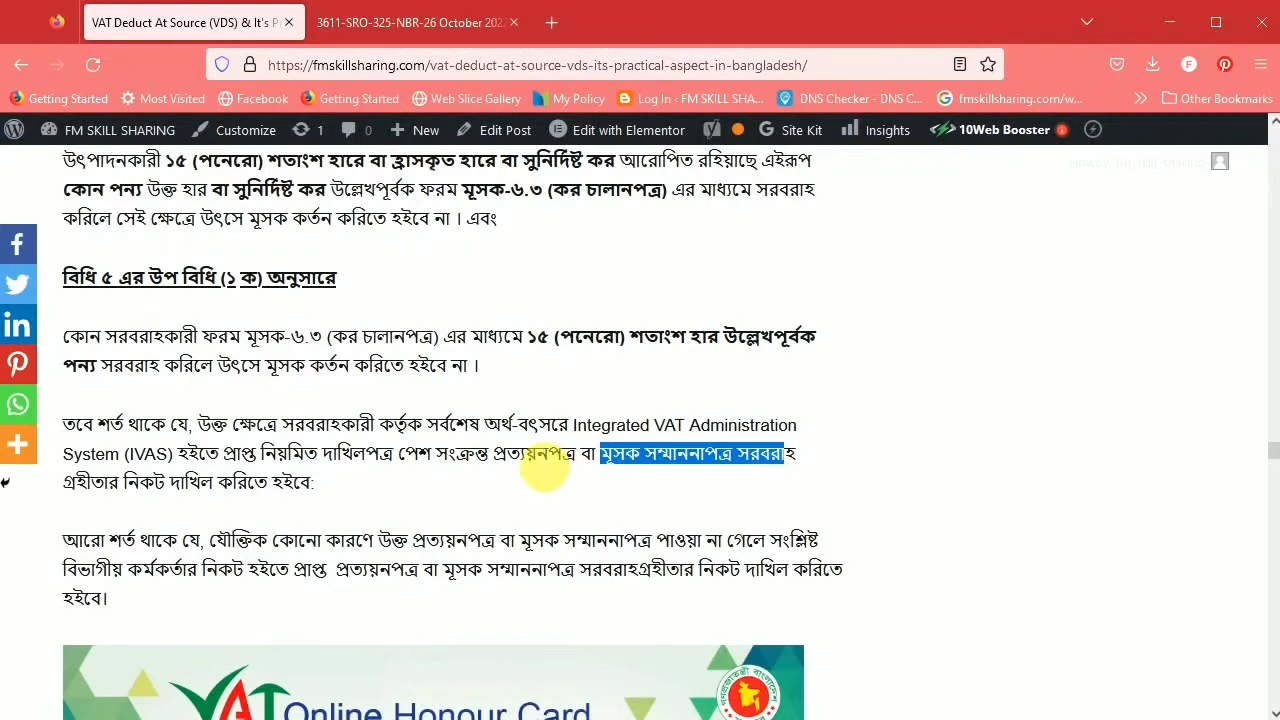 VAT Deduct At Source (VDS) & It's P
3611-SRO-325-NBR-26 October 202
https://fmskillsharing.com/vat-deduct-at-source-vds-its-practical-aspect-in-bangladesh/
Getting Started Most Visited Facebook Getting Started Web Slice Gallery My Policy Log In - FM SKILL SHA... DNS Checker - DNS C... fmskillsharing.com/w... Other Bookmarks
FM SKILL SHARING Customize 1 0 New Edit Post Edit with Elementor Site Kit Insights 10Web Booster
উৎপাদনকারী ১৫ (পনেরো) শতাংশ হারে বা হ্রাসকৃত হারে বা সুনির্দিষ্ট কর আরোপিত রহিয়াছে এইরূপ
কোন পন্য উক্ত হার বা সুনির্দিষ্ট কর উল্লেখপূর্বক ফরম মূসক-৬.৩ (কর চালানপত্র) এর মাধ্যমে সরবরাহ
করিলে সেই ক্ষেত্রে উৎসে মূসক কর্তন করিতে হইবে না । এবং
বিধি ৫ এর উপ বিধি (১ ক) অনুসারে
কোন সরবরাহকারী ফরম মূসক-৬.৩ (কর চালানপত্র) এর মাধ্যমে ১৫ (পনেরো) শতাংশ হার উল্লেখপূর্বক
পন্য সরবরাহ করিলে উৎসে মূসক কর্তন করিতে হইবে না ।
তবে শর্ত থাকে যে, উক্ত ক্ষেত্রে সরবরাহকারী কর্তৃক সর্বশেষ অর্থ-বৎসরে Integrated VAT Administration
System (IVAS) হইতে প্রাপ্ত নিয়মিত দাখিলপত্র পেশ সংক্রন্ত প্রত্যয়নপত্র বা মূসক সম্মাননাপত্র সরবরাহ
গ্রহীতার নিকট দাখিল করিতে হইবে:
আরো শর্ত থাকে যে, যৌক্তিক কোনো কারণে উক্ত প্রত্যয়নপত্র বা মূসক সম্মাননাপত্র পাওয়া না গেলে সংশ্লিষ্ট
বিভাগীয় কর্মকর্তার নিকট হইতে প্রাপ্ত প্রত্যয়নপত্র বা মূসক সম্মাননাপত্র সরবরাহগ্রহীতার নিকট দাখিল করিতে
হইবে।
VAT Online Honour Card